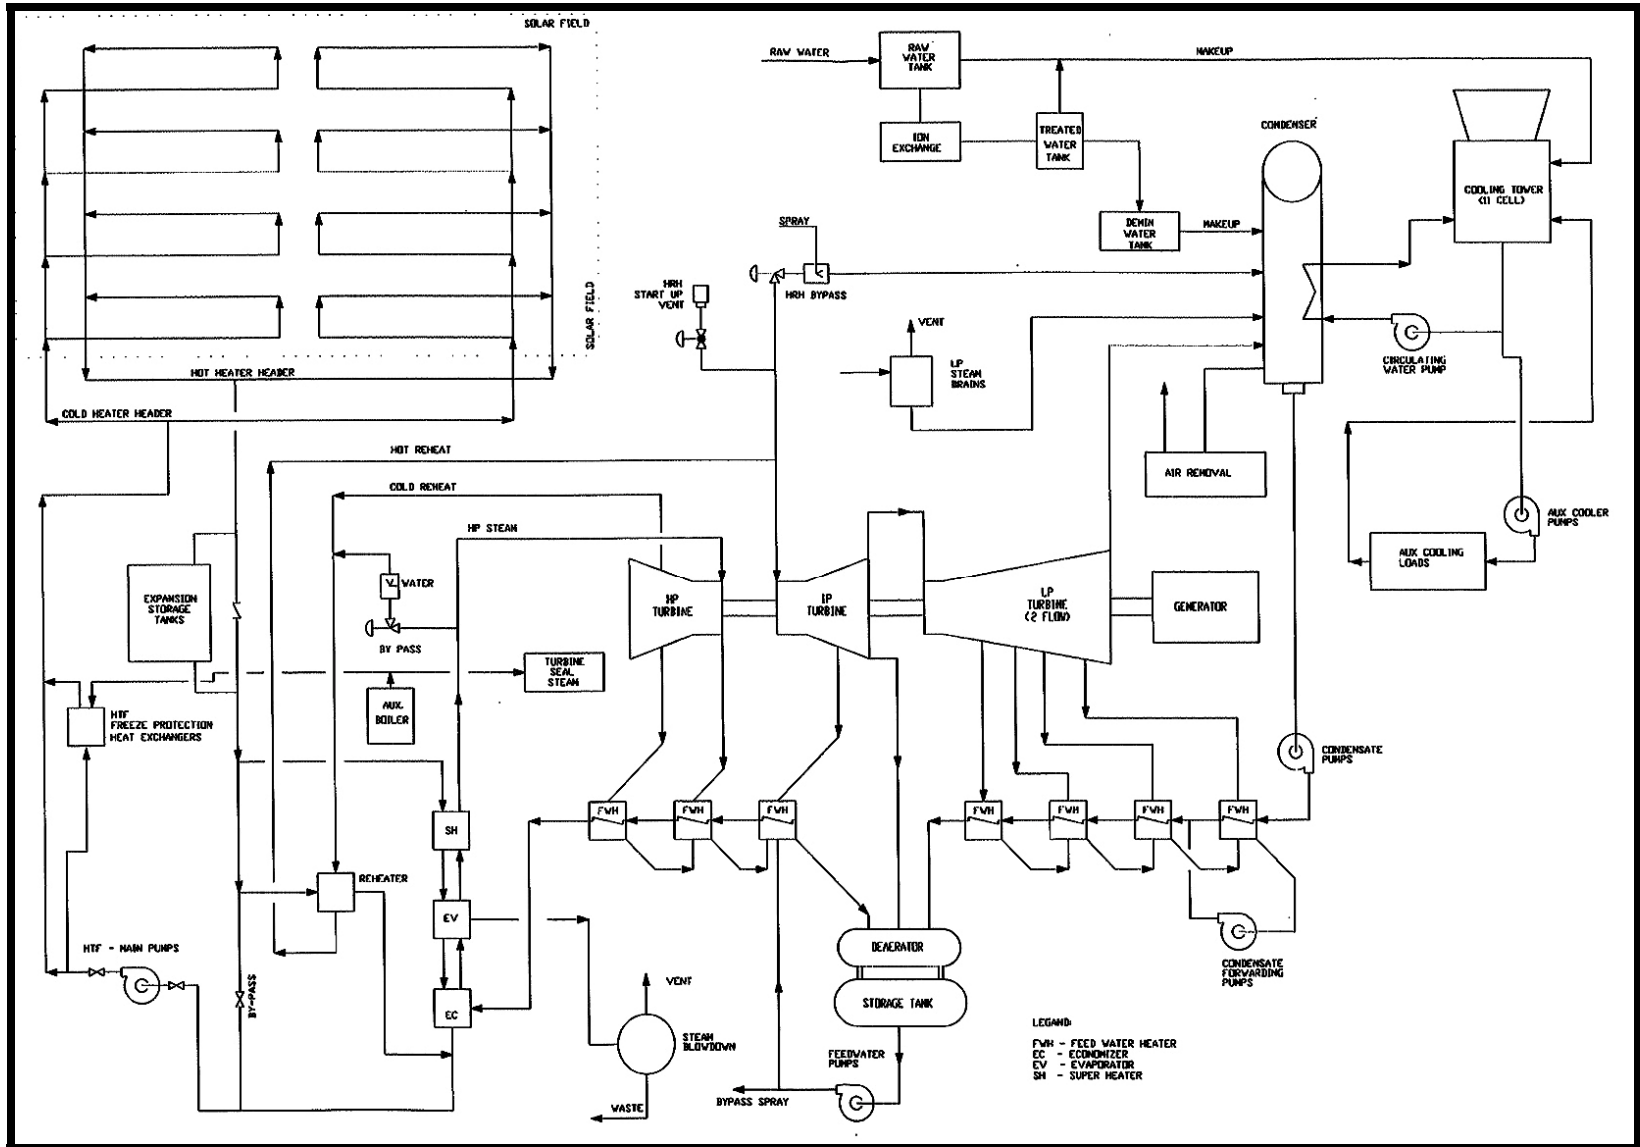 SOLAR FIELD
RAW WATER
RAW
WATER
TANK
MAKEUP
ION
EXCHANGE
TREATED
WATER
TANK
CONDENSER
COOLING TOWER
(11 CELL)
DEMIN
WATER
TANK
MAKEUP
SPRAY
HRH BYPASS
HRH
START UP
VENT
SOLAR FIELD
VENT
LP
STEAM
DRAINS
CIRCULATING
WATER PUMP
HOT HEATER HEADER
COLD HEATER HEADER
HOT REHEAT
COLD REHEAT
HP STEAM
AIR REMOVAL
AUX COOLER
PUMPS
AUX COOLING
LOADS
EXPANSION
STORAGE
TANKS
WATER
BY PASS
HP
TURBINE
IP
TURBINE
LP
TURBINE
(2 FLOW)
GENERATOR
TURBINE
SEAL
STEAM
AUX.
BOILER
HTF
FREEZE PROTECTION
HEAT EXCHANGERS
CONDENSATE
PUMPS
FWH
FWH
FWH
FWH
FWH
FWH
FWH
SH
REHEATER
EV
HTF - MAIN PUMPS
BY-PASS
EC
DEAERATOR
STORAGE TANK
CONDENSATE
FORWARDING
PUMPS
VENT
STEAM
BLOWDOWN
WASTE
FEEDWATER
PUMPS
BYPASS SPRAY
LEGAND:
FWH - FEED WATER HEATER
EC - ECONOMIZER
EV - EVAPORATOR
SH - SUPER HEATER